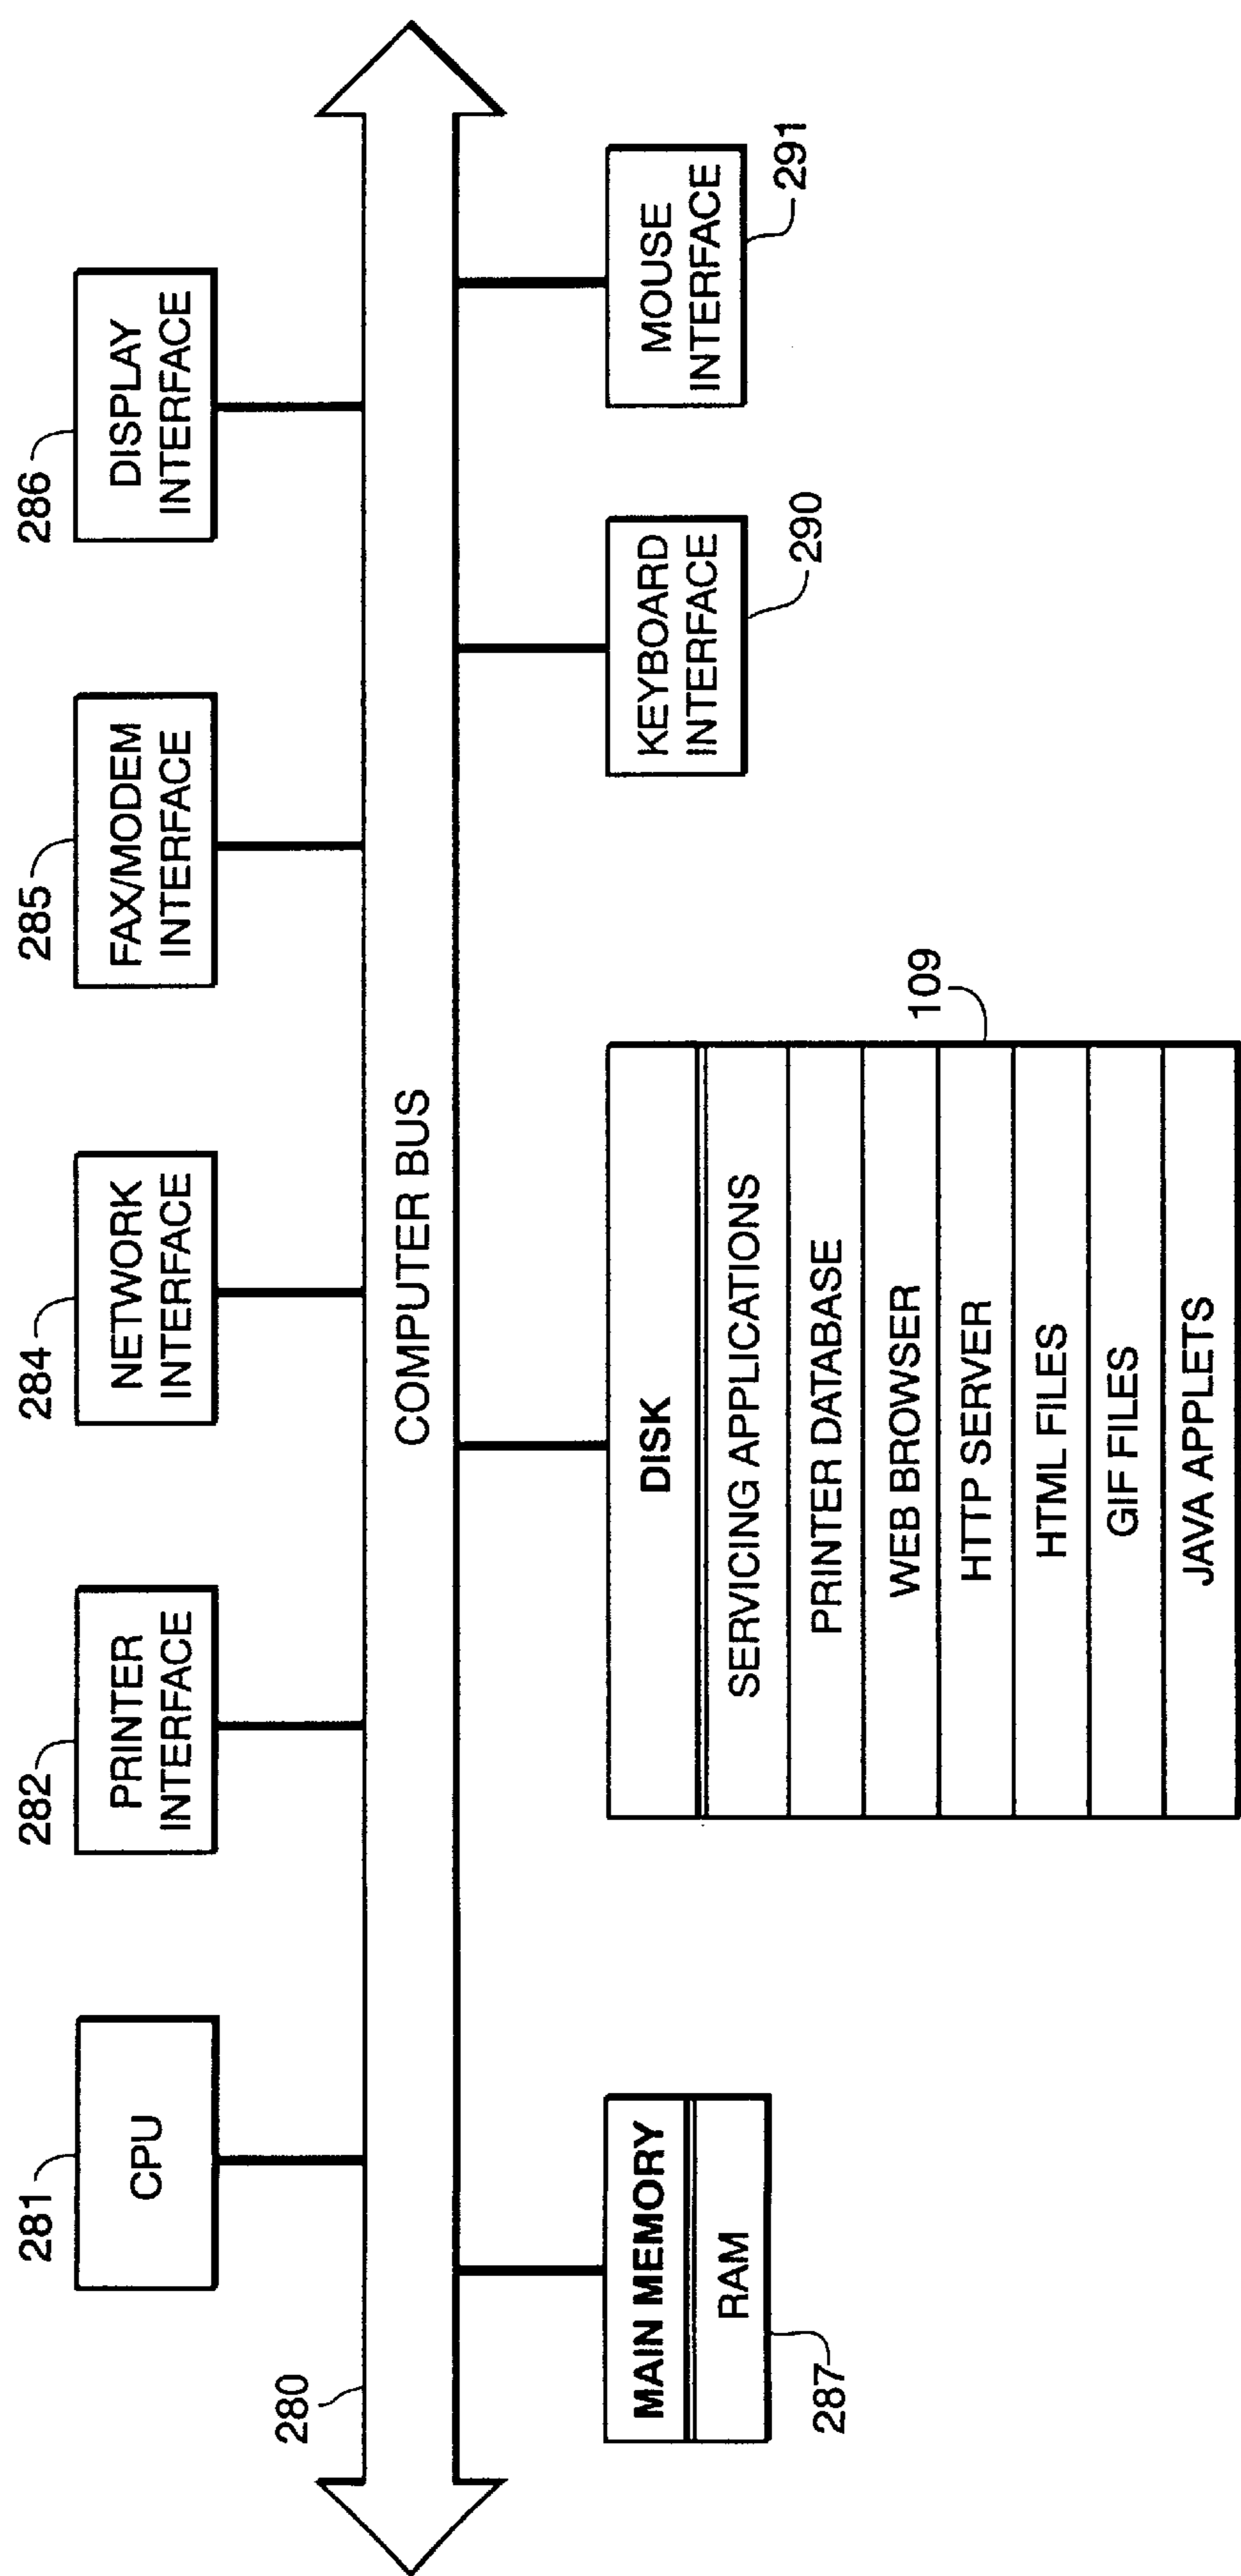 281
CPU
282
PRINTER
INTERFACE
284
NETWORK
INTERFACE
285
FAX/MODEM
INTERFACE
286
DISPLAY
INTERFACE
280
COMPUTER BUS
MAIN MEMORY
RAM
287
DISK
SERVICING APPLICATIONS
PRINTER DATABASE
WEB BROWSER
HTTP SERVER
HTML FILES
GIF FILES
JAVA APPLETS
109
KEYBOARD
INTERFACE
290
MOUSE
INTERFACE
291